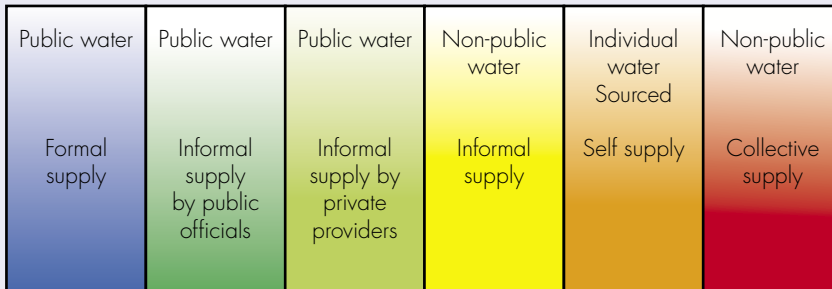 Public water
Formal
supply
Public water
Informal
supply
by public
officials
Public water
Informal
supply by
private
providers
Non-public
water
Informal
supply
Individual
water
Sourced
Self supply
Non-public
water
Collective
supply